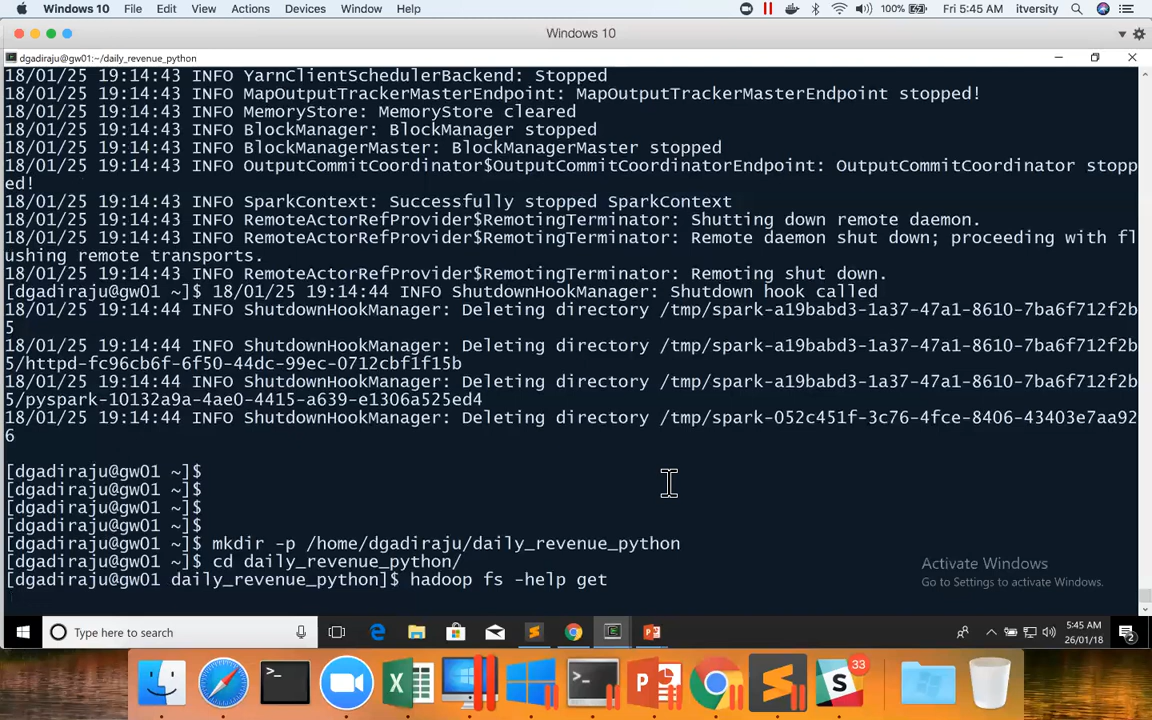 Windows 10 File Edit View Actions Devices Window Help 100% Fri 5:45 AM itversity
Windows 10
dgadiraju@gw01:~/daily_revenue_python
18/01/25 19:14:43 INFO YarnClientSchedulerBackend: Stopped
18/01/25 19:14:43 INFO MapOutputTrackerMasterEndpoint: MapOutputTrackerMasterEndpoint stopped!
18/01/25 19:14:43 INFO MemoryStore: MemoryStore cleared
18/01/25 19:14:43 INFO BlockManager: BlockManager stopped
18/01/25 19:14:43 INFO BlockManagerMaster: BlockManagerMaster stopped
18/01/25 19:14:43 INFO OutputCommitCoordinator$OutputCommitCoordinatorEndpoint: OutputCommitCoordinator stopp
ed!
18/01/25 19:14:43 INFO SparkContext: Successfully stopped SparkContext
18/01/25 19:14:43 INFO RemoteActorRefProvider$RemotingTerminator: Shutting down remote daemon.
18/01/25 19:14:43 INFO RemoteActorRefProvider$RemotingTerminator: Remote daemon shut down; proceeding with fl
ushing remote transports.
18/01/25 19:14:43 INFO RemoteActorRefProvider$RemotingTerminator: Remoting shut down.
[dgadiraju@gw01 ~]$ 18/01/25 19:14:44 INFO ShutdownHookManager: Shutdown hook called
18/01/25 19:14:44 INFO ShutdownHookManager: Deleting directory /tmp/spark-a19babd3-1a37-47a1-8610-7ba6f712f2b
5
18/01/25 19:14:44 INFO ShutdownHookManager: Deleting directory /tmp/spark-a19babd3-1a37-47a1-8610-7ba6f712f2b
5/httpd-fc96cb6f-6f50-44dc-99ec-0712cbf1f15b
18/01/25 19:14:44 INFO ShutdownHookManager: Deleting directory /tmp/spark-a19babd3-1a37-47a1-8610-7ba6f712f2b
5/pyspark-10132a9a-4ae0-4415-a639-e1306a525ed4
18/01/25 19:14:44 INFO ShutdownHookManager: Deleting directory /tmp/spark-052c451f-3c76-4fce-8406-43403e7aa92
6
[dgadiraju@gw01 ~]$
[dgadiraju@gw01 ~]$
[dgadiraju@gw01 ~]$
[dgadiraju@gw01 ~]$
[dgadiraju@gw01 ~]$ mkdir -p /home/dgadiraju/daily_revenue_python
[dgadiraju@gw01 ~]$ cd daily_revenue_python/
[dgadiraju@gw01 daily_revenue_python]$ hadoop fs -help get
Activate Windows
Go to Settings to activate Windows.
Type here to search
5:45 AM
26/01/18
2
33